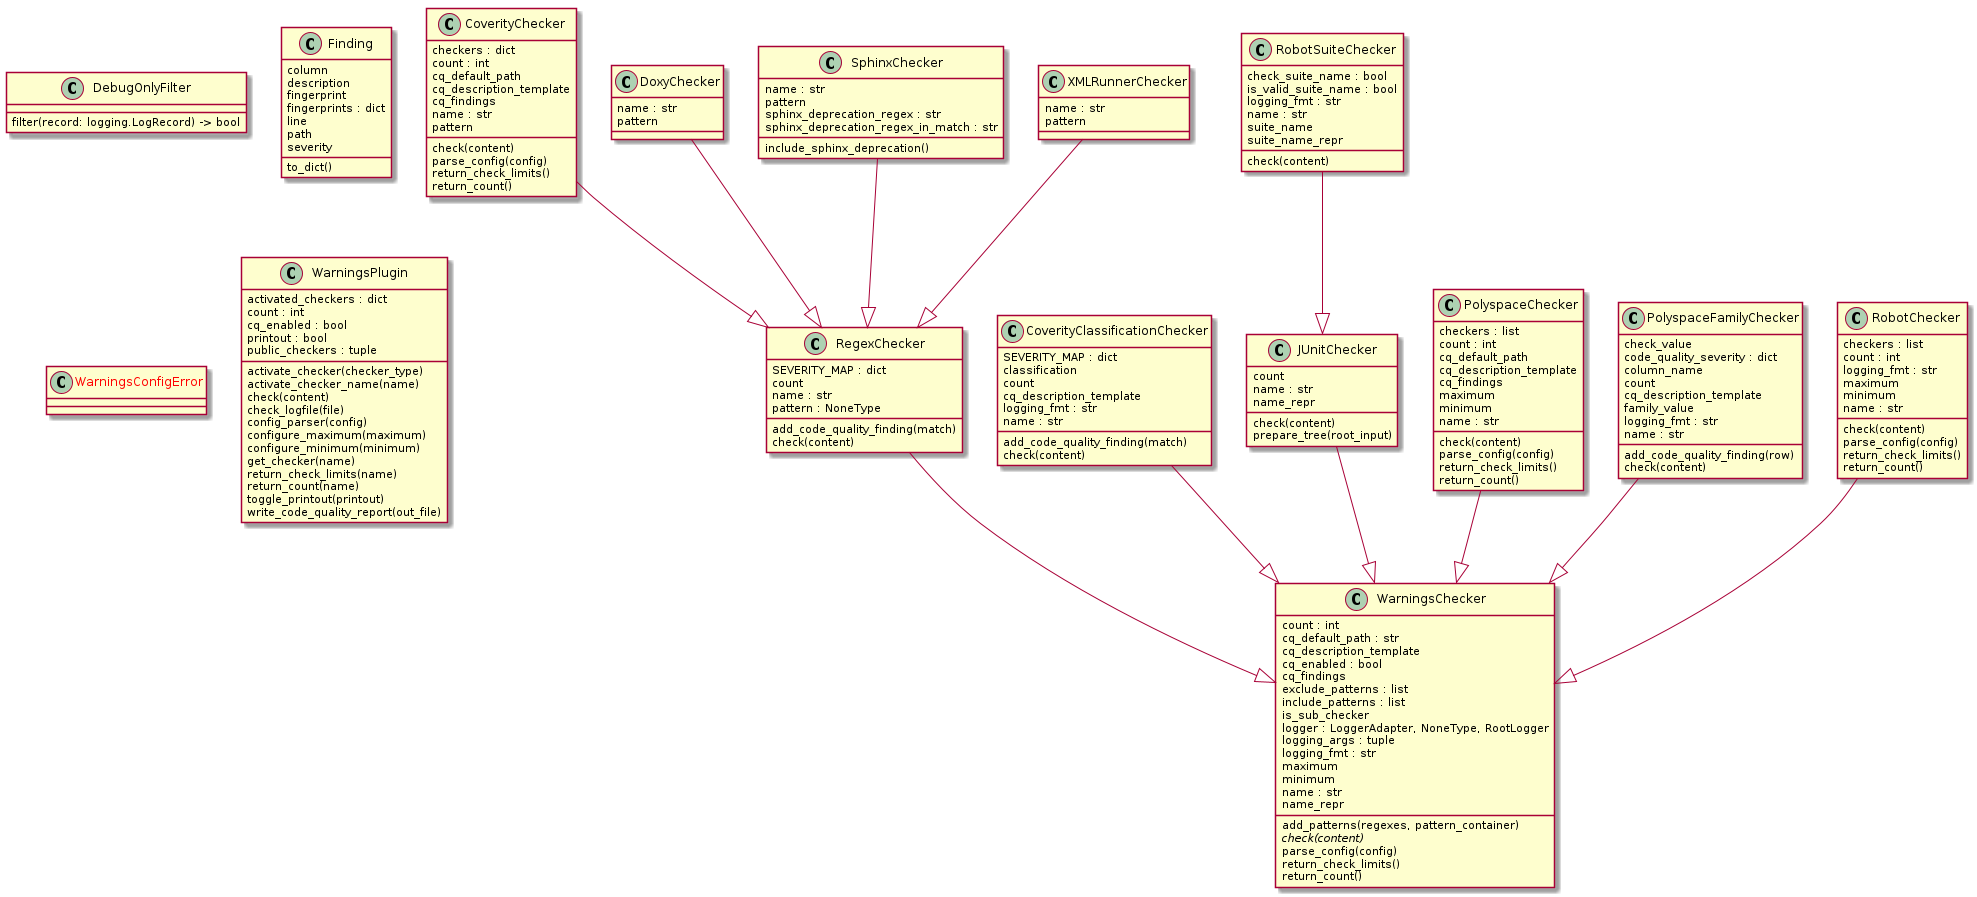 C DebugOnlyFilter
filter(record: logging.LogRecord) -> bool
C Finding
column
description
fingerprint
fingerprints : dict
line
path
severity
to_dict()
C CoverityChecker
checkers : dict
count : int
cq_default_path
cq_description_template
cq_findings
name : str
pattern
check(content)
parse_config(config)
return_check_limits()
return_count()
C DoxyChecker
name : str
pattern
C SphinxChecker
name : str
pattern
sphinx_deprecation_regex : str
sphinx_deprecation_regex_in_match : str
include_sphinx_deprecation()
C XMLRunnerChecker
name : str
pattern
C RobotSuiteChecker
check_suite_name : bool
is_valid_suite_name : bool
logging_fmt : str
name : str
suite_name
suite_name_repr
check(content)
C WarningsConfigError
C WarningsPlugin
activated_checkers : dict
count : int
cq_enabled : bool
printout : bool
public_checkers : tuple
activate_checker(checker_type)
activate_checker_name(name)
check(content)
check_logfile(file)
config_parser(config)
configure_maximum(maximum)
configure_minimum(minimum)
get_checker(name)
return_check_limits(name)
return_count(name)
toggle_printout(printout)
write_code_quality_report(out_file)
C RegexChecker
SEVERITY_MAP : dict
count
name : str
pattern : NoneType
add_code_quality_finding(match)
check(content)
C CoverityClassificationChecker
SEVERITY_MAP : dict
classification
count
cq_description_template
logging_fmt : str
name : str
add_code_quality_finding(match)
check(content)
C JUnitChecker
count
name : str
name_repr
check(content)
prepare_tree(root_input)
C PolyspaceChecker
checkers : list
count : int
cq_default_path
cq_description_template
cq_findings
maximum
minimum
name : str
check(content)
parse_config(config)
return_check_limits()
return_count()
C PolyspaceFamilyChecker
check_value
code_quality_severity : dict
column_name
count
cq_description_template
family_value
logging_fmt : str
name : str
add_code_quality_finding(row)
check(content)
C RobotChecker
checkers : list
count : int
logging_fmt : str
maximum
minimum
name : str
check(content)
parse_config(config)
return_check_limits()
return_count()
C WarningsChecker
count : int
cq_default_path : str
cq_description_template
cq_enabled : bool
cq_findings
exclude_patterns : list
include_patterns : list
is_sub_checker
logger : LoggerAdapter, NoneType, RootLogger
logging_args : tuple
logging_fmt : str
maximum
minimum
name : str
name_repr
add_patterns(regexes, pattern_container)
check(content)
parse_config(config)
return_check_limits()
return_count()